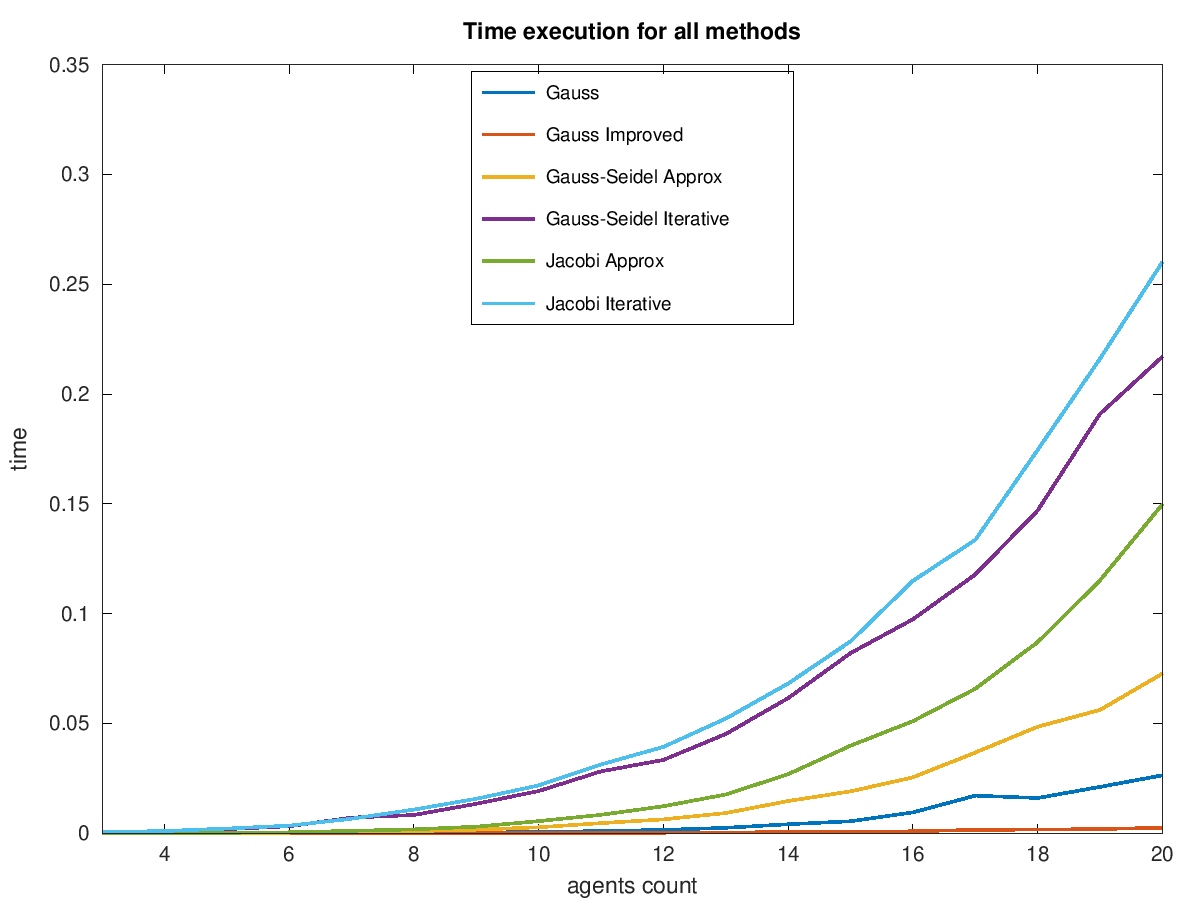 Time execution for all methods
0.35
0.3
0.25
0.2
0.15
0.1
0.05
0
time
Gauss
Gauss Improved
Gauss-Seidel Approx
Gauss-Seidel Iterative
Jacobi Approx
Jacobi Iterative
4 6 8 10 12 14 16 18 20
agents count